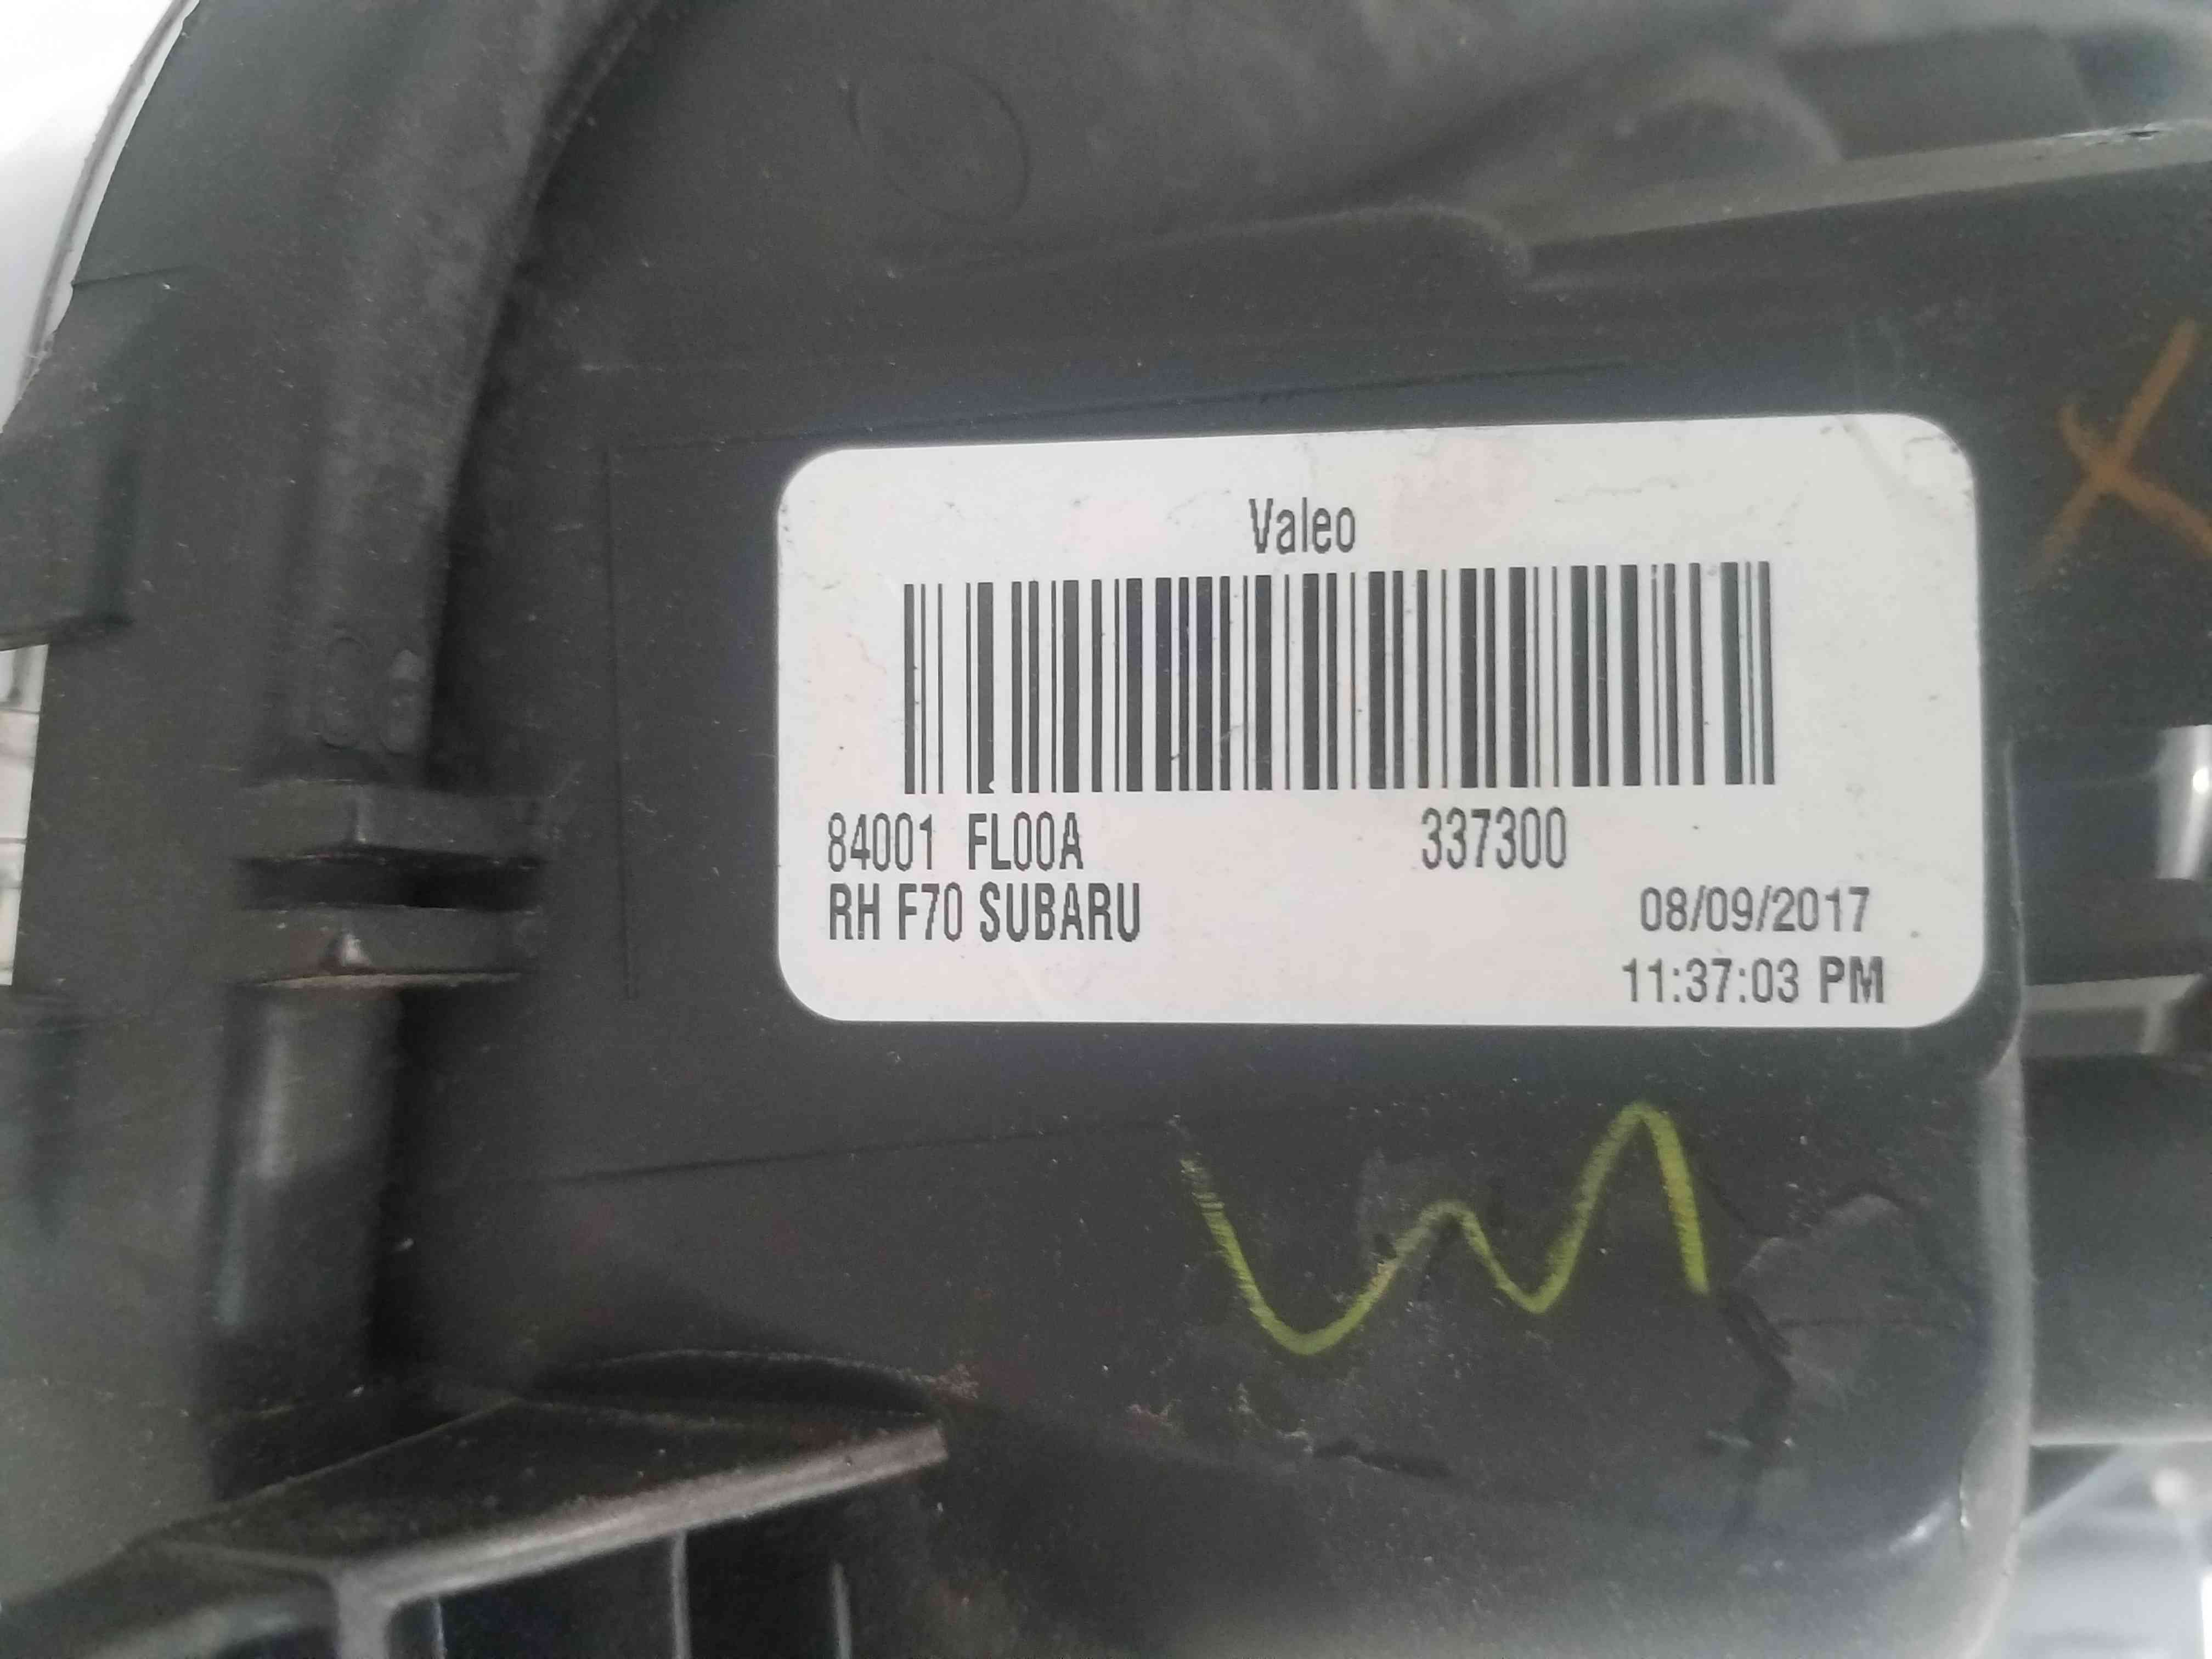 Valeo
84001 FL00A 337300
RH F70 SUBARU
08/09/2017
11:37:03 PM